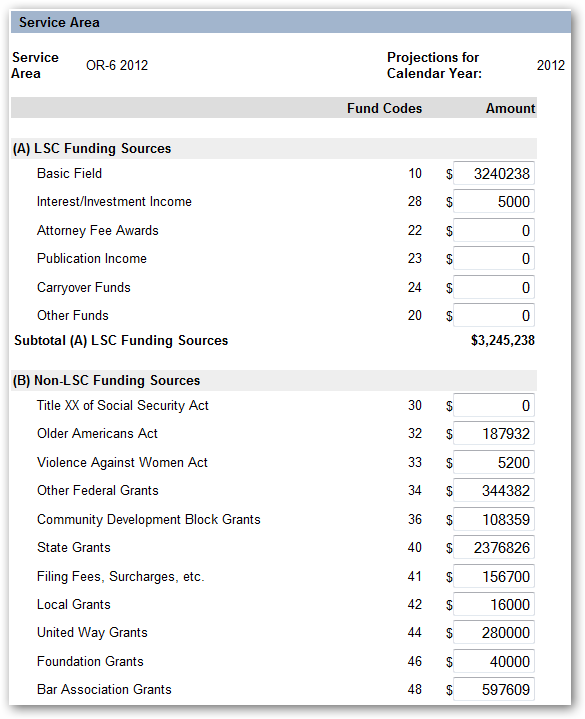 Service Area
Service Area OR-6 2012 Projections for Calendar Year: 2012
Fund Codes Amount
(A) LSC Funding Sources
Basic Field 10 $ 3240238
Interest/Investment Income 28 $ 5000
Attorney Fee Awards 22 $ 0
Publication Income 23 $ 0
Carryover Funds 24 $ 0
Other Funds 20 $ 0
Subtotal (A) LSC Funding Sources $3,245,238
(B) Non-LSC Funding Sources
Title XX of Social Security Act 30 $ 0
Older Americans Act 32 $ 187932
Violence Against Women Act 33 $ 5200
Other Federal Grants 34 $ 344382
Community Development Block Grants 36 $ 108359
State Grants 40 $ 2376826
Filing Fees, Surcharges, etc. 41 $ 156700
Local Grants 42 $ 16000
United Way Grants 44 $ 280000
Foundation Grants 46 $ 40000
Bar Association Grants 48 $ 597609